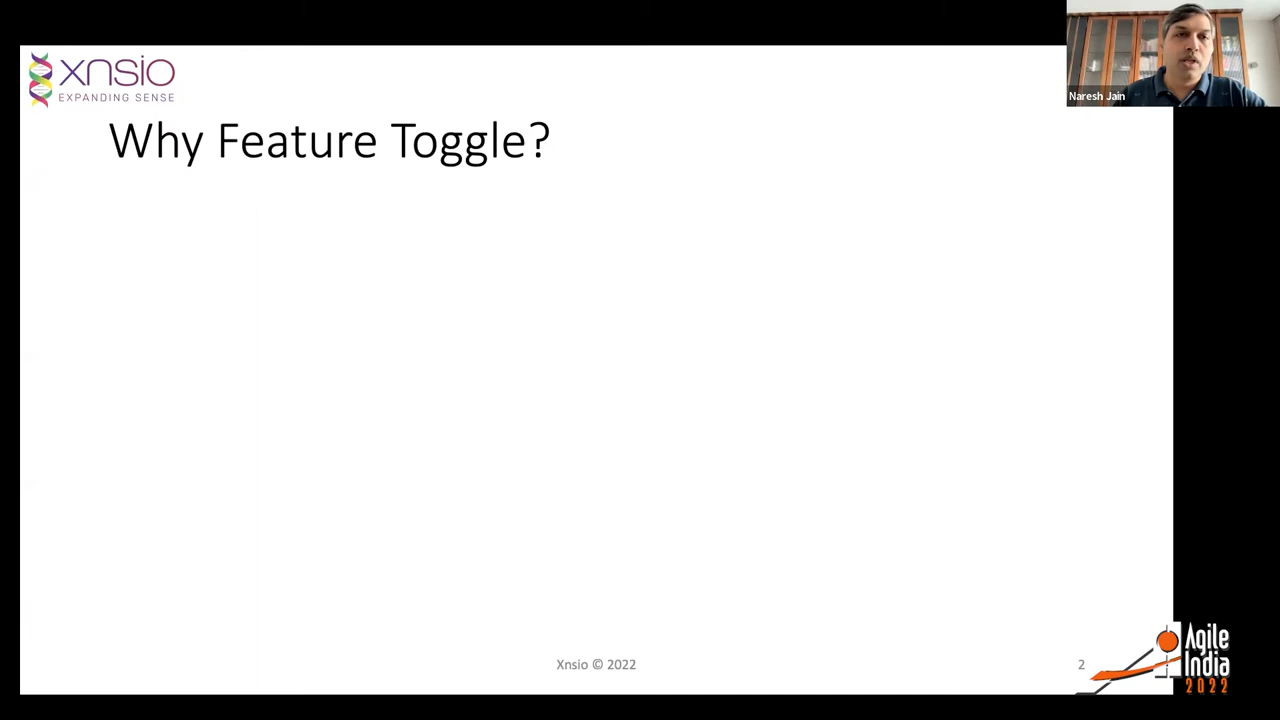 xnsio
EXPANDING SENSE
Naresh Jain
Why Feature Toggle?
Xnsio © 2022
2
Agile
India
2022